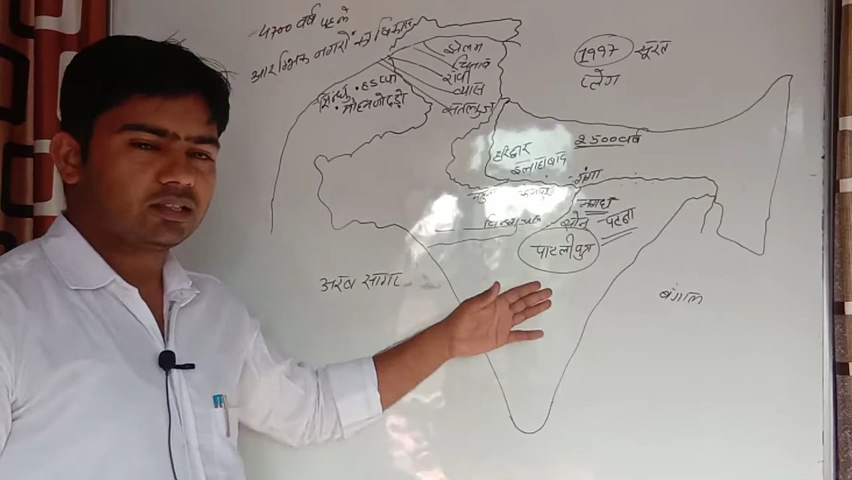 4700 वर्ष पहले
आरम्भिक नगरों का विकास
झेलम
चिनाब
रावी
व्यास
सतलुज
सिन्धु • हडप्पा
• मोहनजोदड़ो
1997 सूरत
प्लेग
2500 वर्ष
हरिद्वार
इलाहाबाद
गंगा
मगध
सोन - पटना
पाटलीपुत्र
अरब सागर
बंगाल